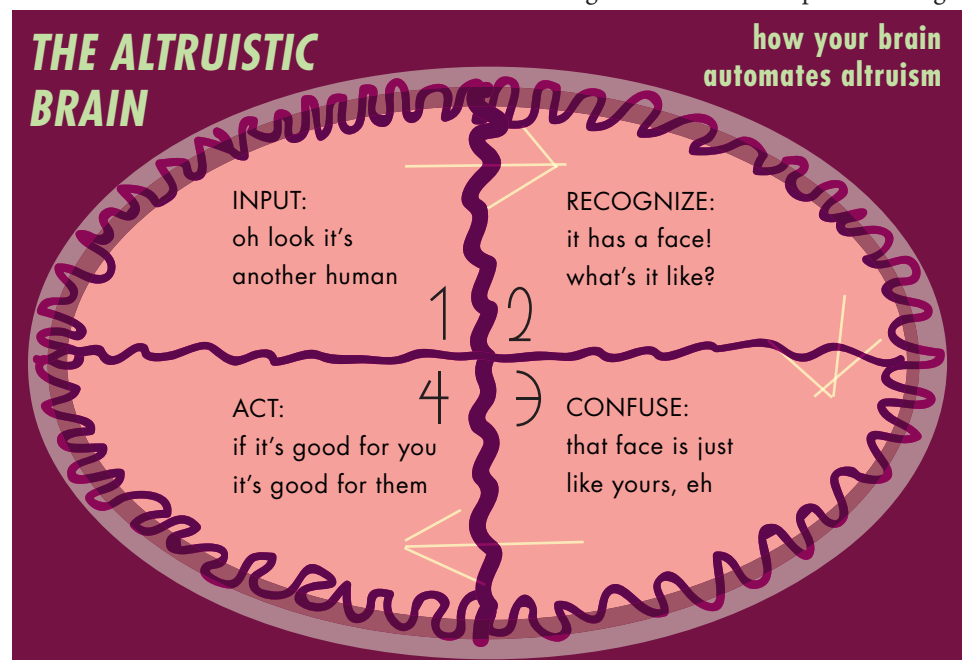 THE ALTRUISTIC
BRAIN
how your brain
automates altruism
INPUT:
oh look it's
another human
1
RECOGNIZE:
it has a face!
what's it like?
2
CONFUSE:
that face is just
like yours, eh
3
ACT:
if it's good for you
it's good for them
4